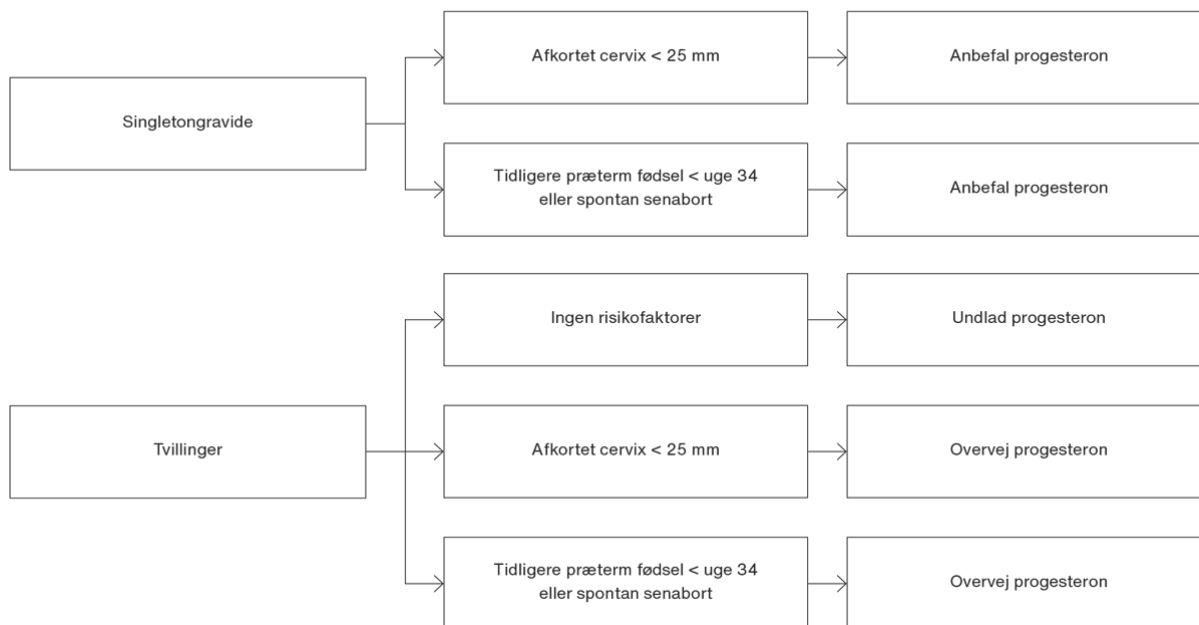 Singletongravide
Afkortet cervix < 25 mm
Anbefal progesteron
Tidligere præterm fødsel < uge 34
eller spontan senabort
Anbefal progesteron
Tvillinger
Ingen risikofaktorer
Undlad progesteron
Afkortet cervix < 25 mm
Overvej progesteron
Tidligere præterm fødsel < uge 34
eller spontan senabort
Overvej progesteron